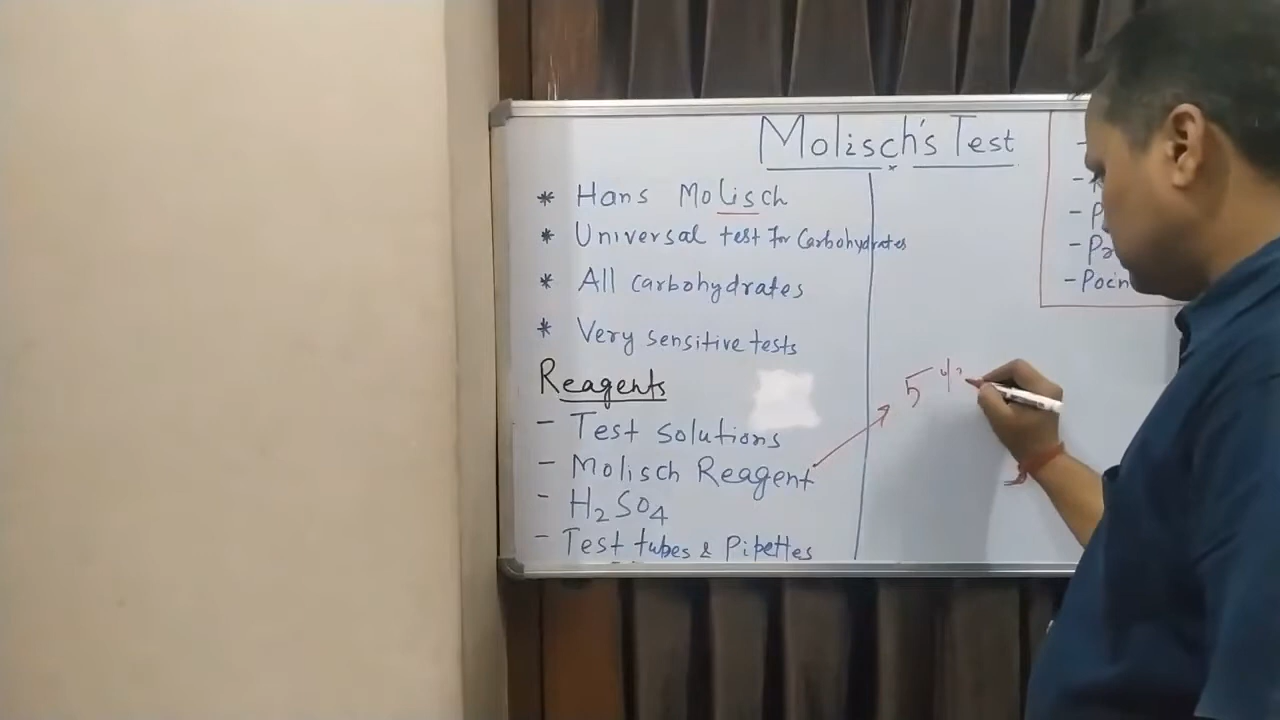 Molisch's Test
* Hans Molisch
* Universal test for Carbohydrates
* All carbohydrates
* Very sensitive tests
Reagents
- Test solutions
- Molisch Reagent
- H₂SO₄
- Test tubes & Pipettes
5 %